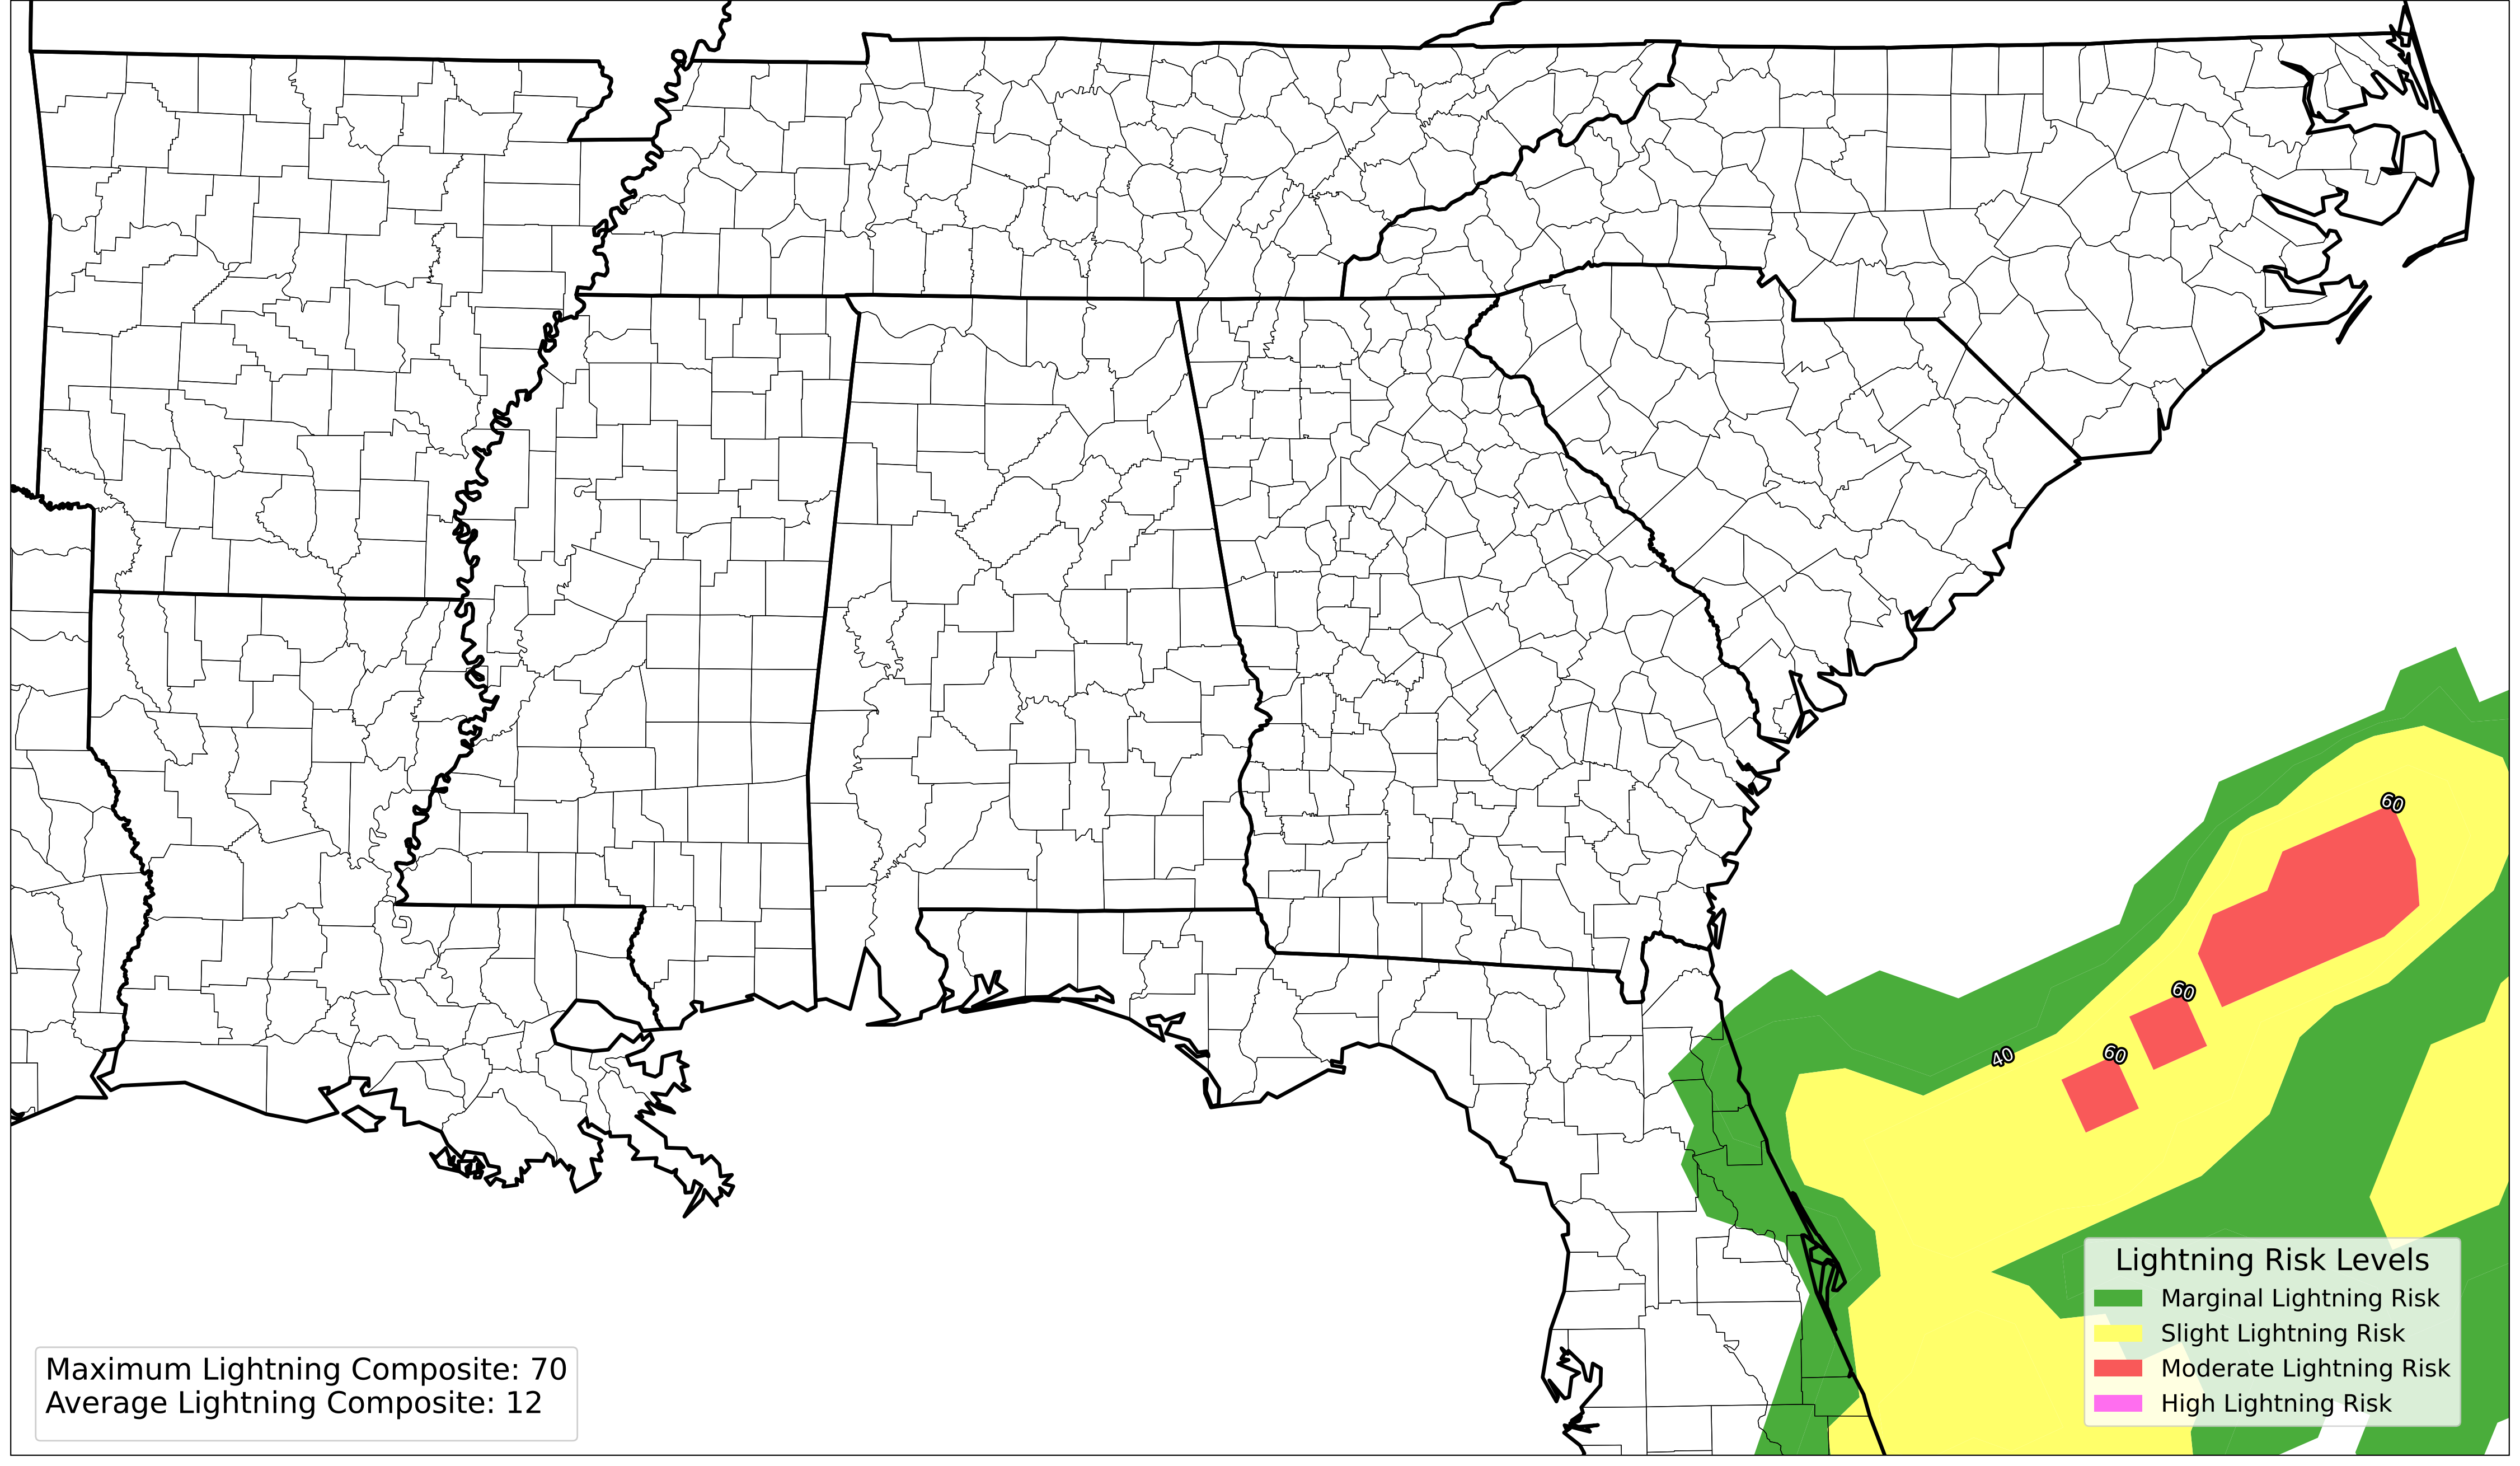 60
60
60
40
Lightning Risk Levels
Marginal Lightning Risk
Slight Lightning Risk
Moderate Lightning Risk
High Lightning Risk
Maximum Lightning Composite: 70
Average Lightning Composite: 12